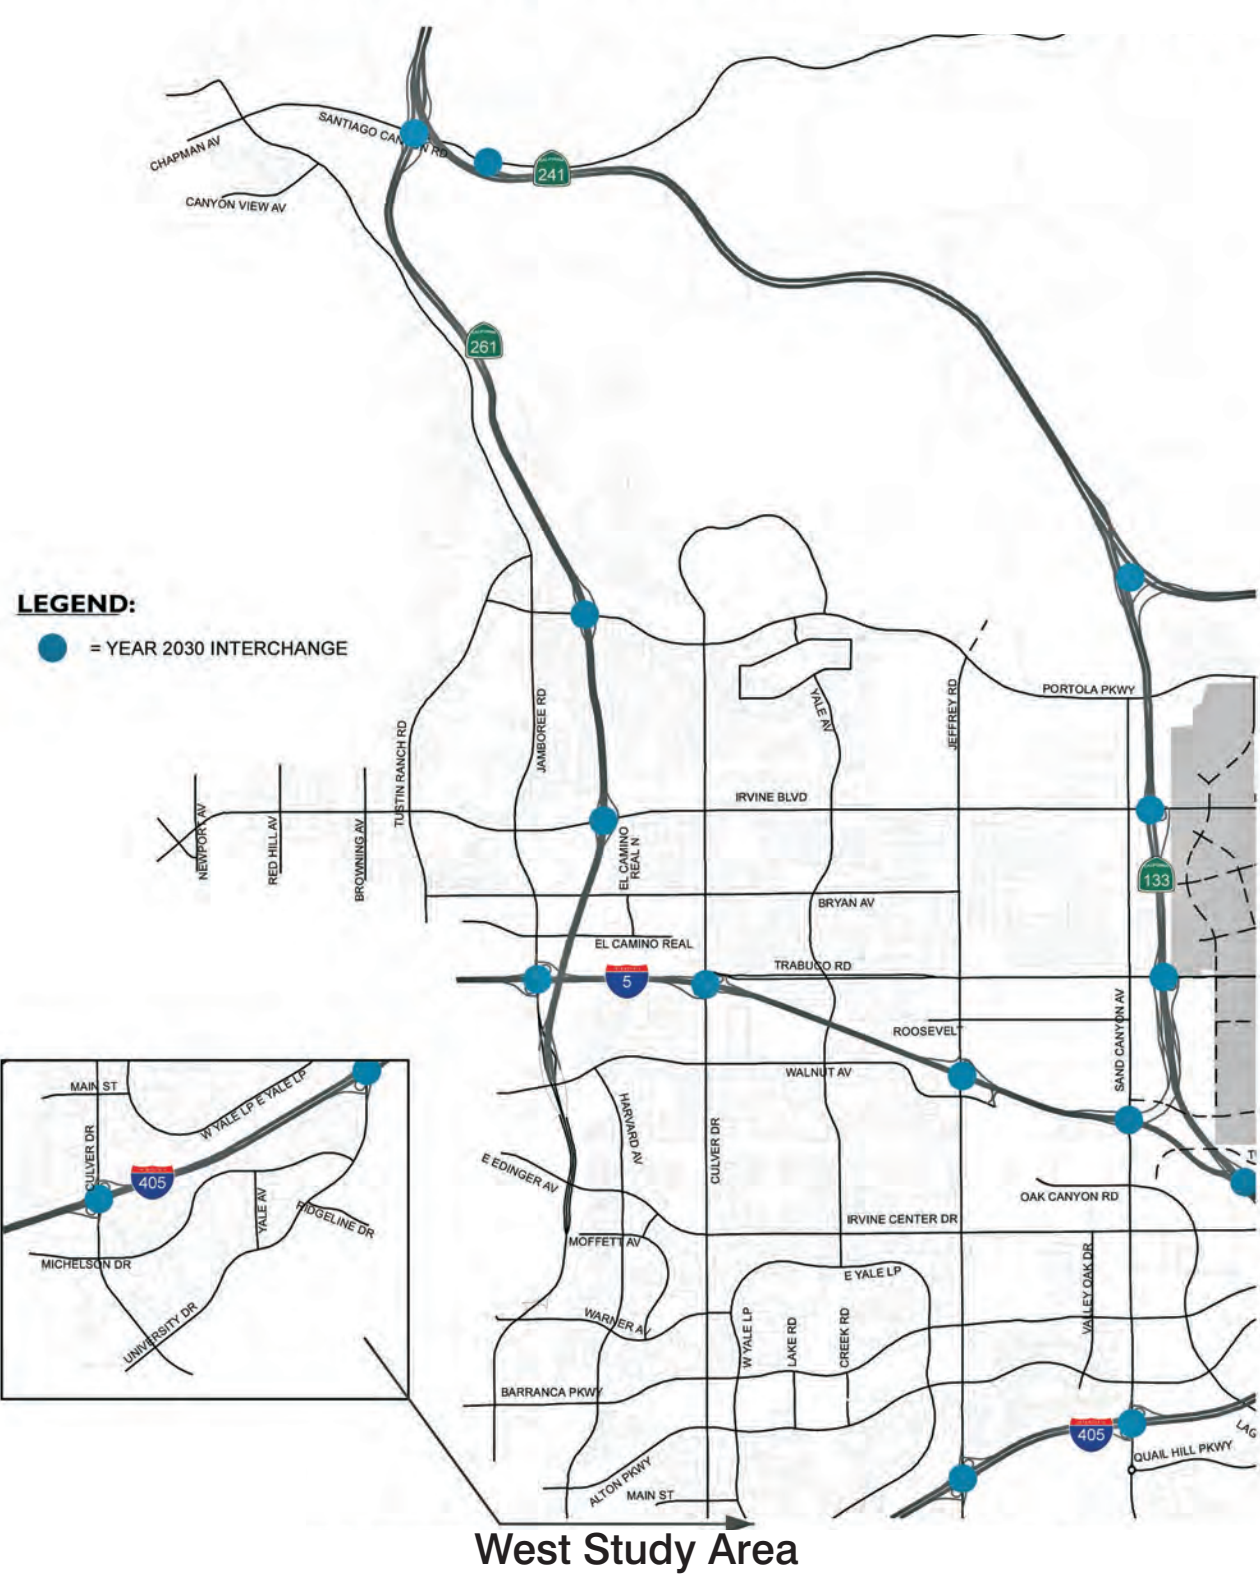 SANTIAGO CANYON RD
CHAPMAN AV
CANYON VIEW AV
241
261
LEGEND:
= YEAR 2030 INTERCHANGE
PORTOLA PKWY
JEFFREY RD
YALE AV
JAMBOREE RD
TUSTIN RANCH RD
IRVINE BLVD
NEWPORT AV
RED HILL AV
BROWNING AV
EL CAMINO
REAL N
133
BRYAN AV
EL CAMINO REAL
TRABUCO RD
5
SAND CANYON AV
ROOSEVELT
WALNUT AV
HARVARD AV
CULVER DR
E EDINGER AV
OAK CANYON RD
IRVINE CENTER DR
MOFFETT AV
E YALE LP
VALLEY OAK DR
WARNER AV
W YALE LP
LAKE RD
CREEK RD
BARRANCA PKWY
405
LAG
QUAIL HILL PKWY
ALTON PKWY
MAIN ST
MAIN ST
W YALE LP E YALE LP
CULVER DR
405
YALE AV
RIDGELINE DR
MICHELSON DR
UNIVERSITY DR
West Study Area